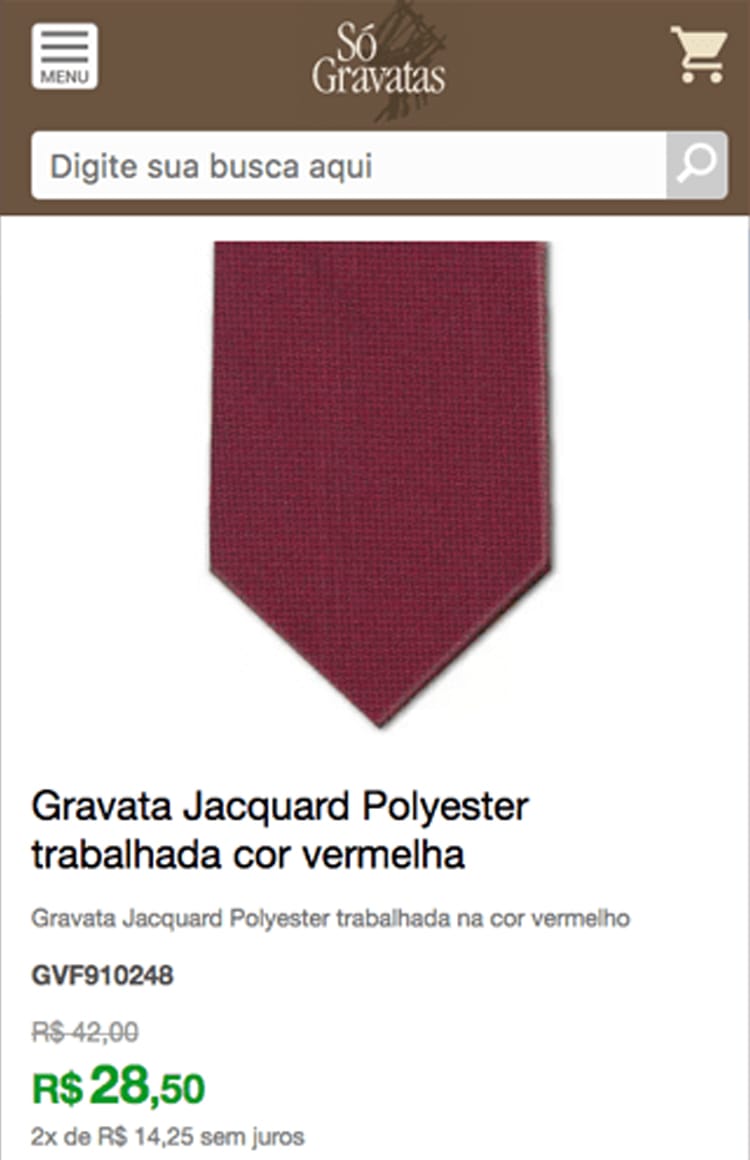 MENU
Só
Gravatas
Digite sua busca aqui
Gravata Jacquard Polyester
trabalhada cor vermelha
Gravata Jacquard Polyester trabalhada na cor vermelho
GVF910248
R$ 42,00
R$ 28,50
2x de R$ 14,25 sem juros